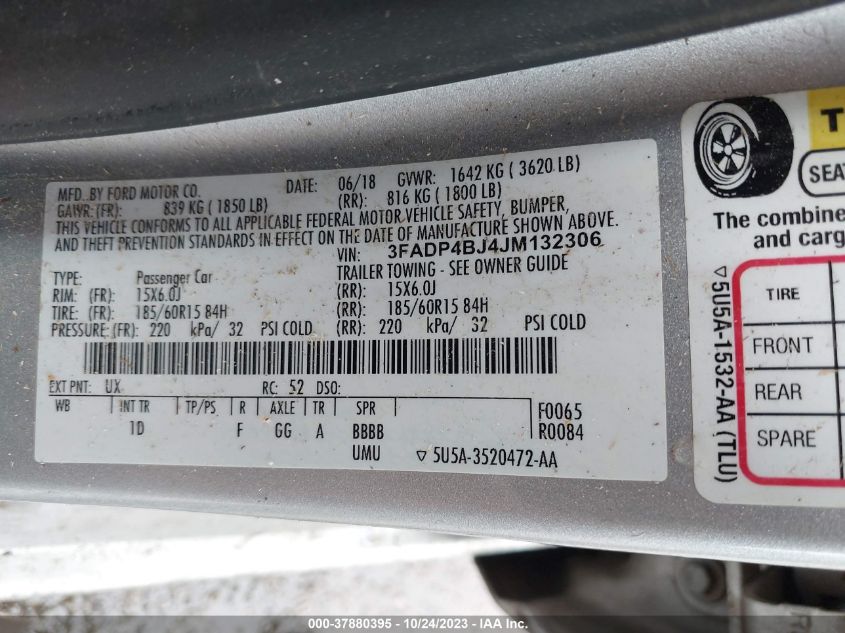 MFD. BY FORD MOTOR CO. DATE: 06/18 GVWR: 1642 KG ( 3620 LB)
GAWR: (FR): 839 KG ( 1850 LB) (RR): 816 KG ( 1800 LB)
THIS VEHICLE CONFORMS TO ALL APPLICABLE FEDERAL MOTOR VEHICLE SAFETY, BUMPER,
AND THEFT PREVENTION STANDARDS IN EFFECT ON THE DATE OF MANUFACTURE SHOWN ABOVE.
VIN: 3FADP4BJ4JM132306
TYPE: Passenger Car TRAILER TOWING - SEE OWNER GUIDE
RIM: (FR): 15X6.0J (RR): 15X6.0J
TIRE: (FR): 185/60R15 84H (RR): 185/60R15 84H
PRESSURE: (FR): 220 kPa/ 32 PSI COLD (RR): 220 kPa/ 32 PSI COLD
EXT PNT: UX RC: 52 DSO:
WB INT TR TP/PS R AXLE TR SPR F0065
1D F GG A BBBB R0084
UMU ▽ 5U5A-3520472-AA
SEAT
The combine
and carg
▽ 5U5A-1532-AA (TLU)
TIRE
FRONT
REAR
SPARE
000-37880395 - 10/24/2023 - IAAI Inc.